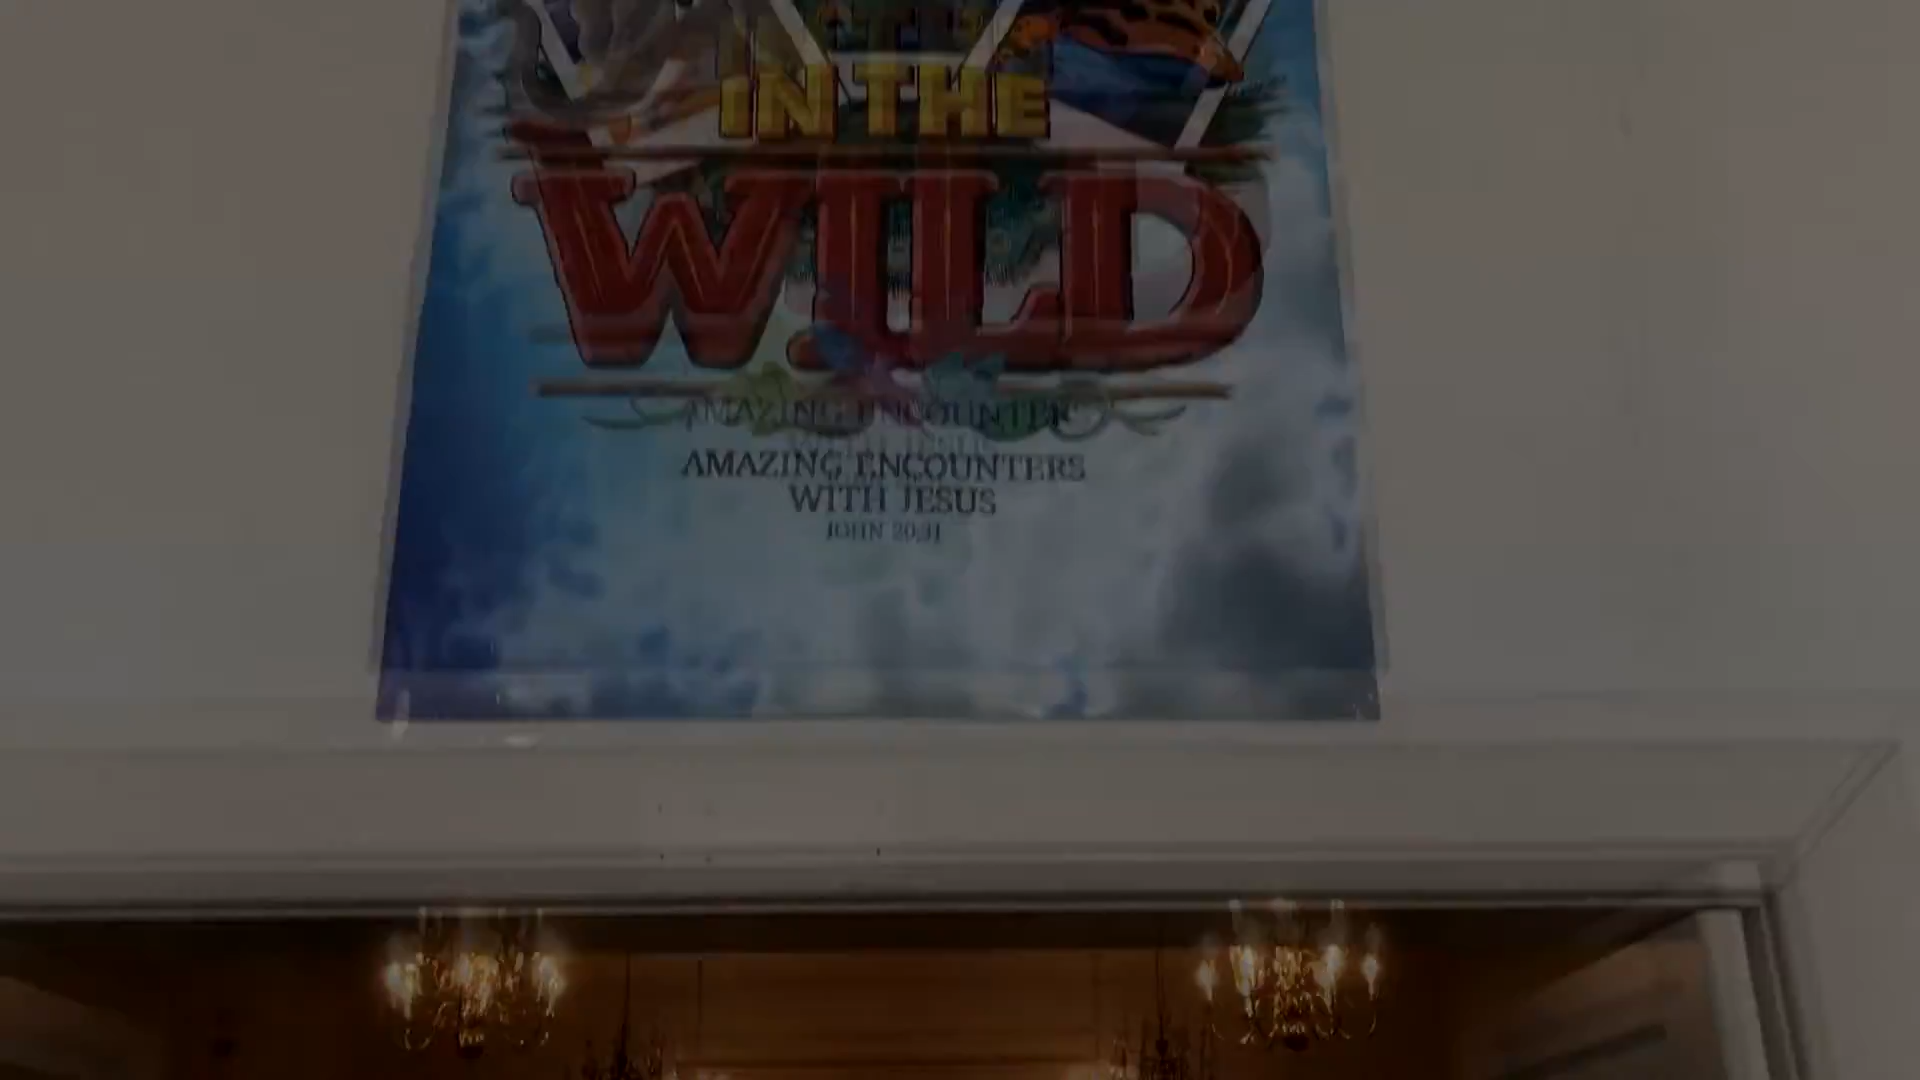 IN THE
WILD
AMAZING ENCOUNTERS
WITH JESUS
JOHN 20:31